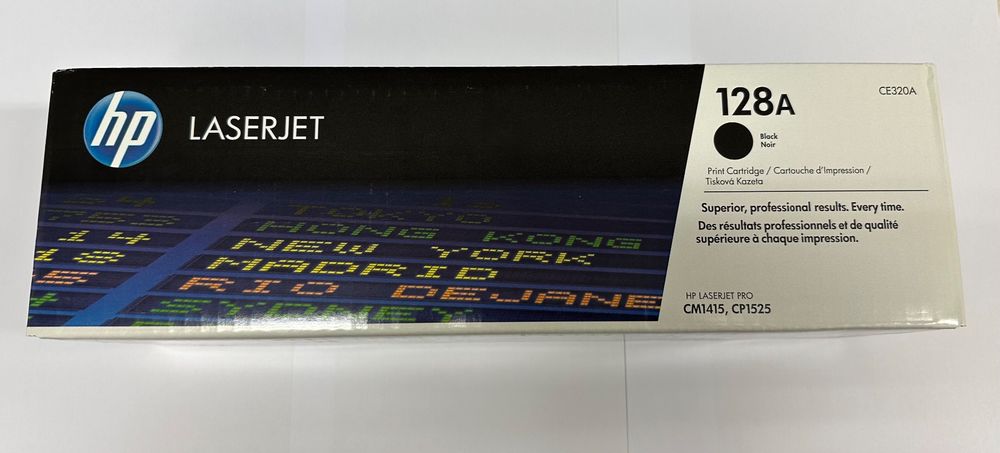 hp
LASERJET
128A
CE320A
Black
Noir
Print Cartridge / Cartouche d'Impression /
Tisková Kazeta
Superior, professional results. Every time.
Des résultats professionnels et de qualité
supérieure à chaque impression.
HP LASERJET PRO
CM1415, CP1525
TOKYO
HONG KONG
14 NEW YORK
MADRID
RIO DEJANE